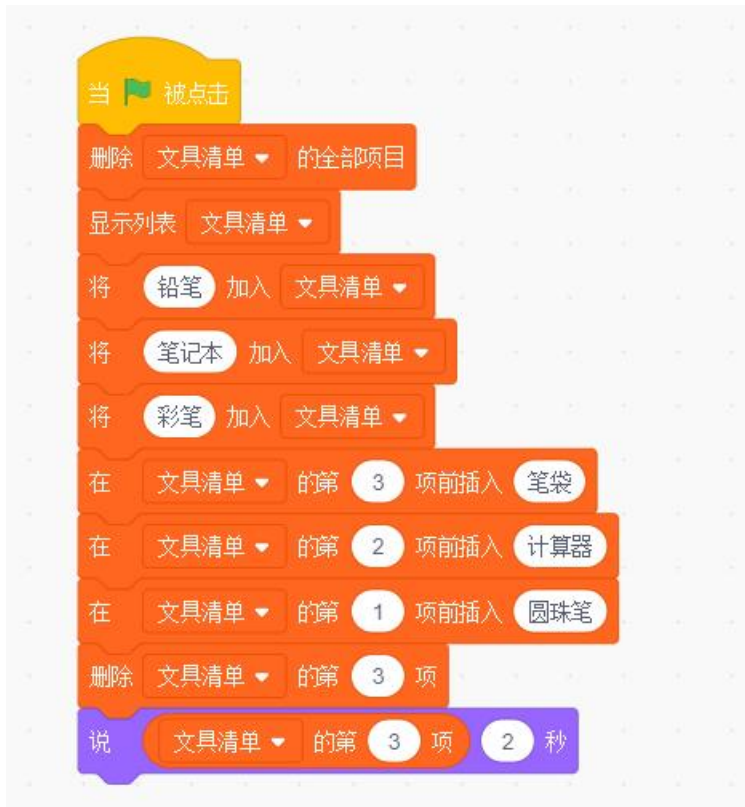 当 被点击
删除 文具清单 的全部项目
显示列表 文具清单
将 铅笔 加入 文具清单
将 笔记本 加入 文具清单
将 彩笔 加入 文具清单
在 文具清单 的第 3 项前插入 笔袋
在 文具清单 的第 2 项前插入 计算器
在 文具清单 的第 1 项前插入 圆珠笔
删除 文具清单 的第 3 项
说 文具清单 的第 3 项 2 秒